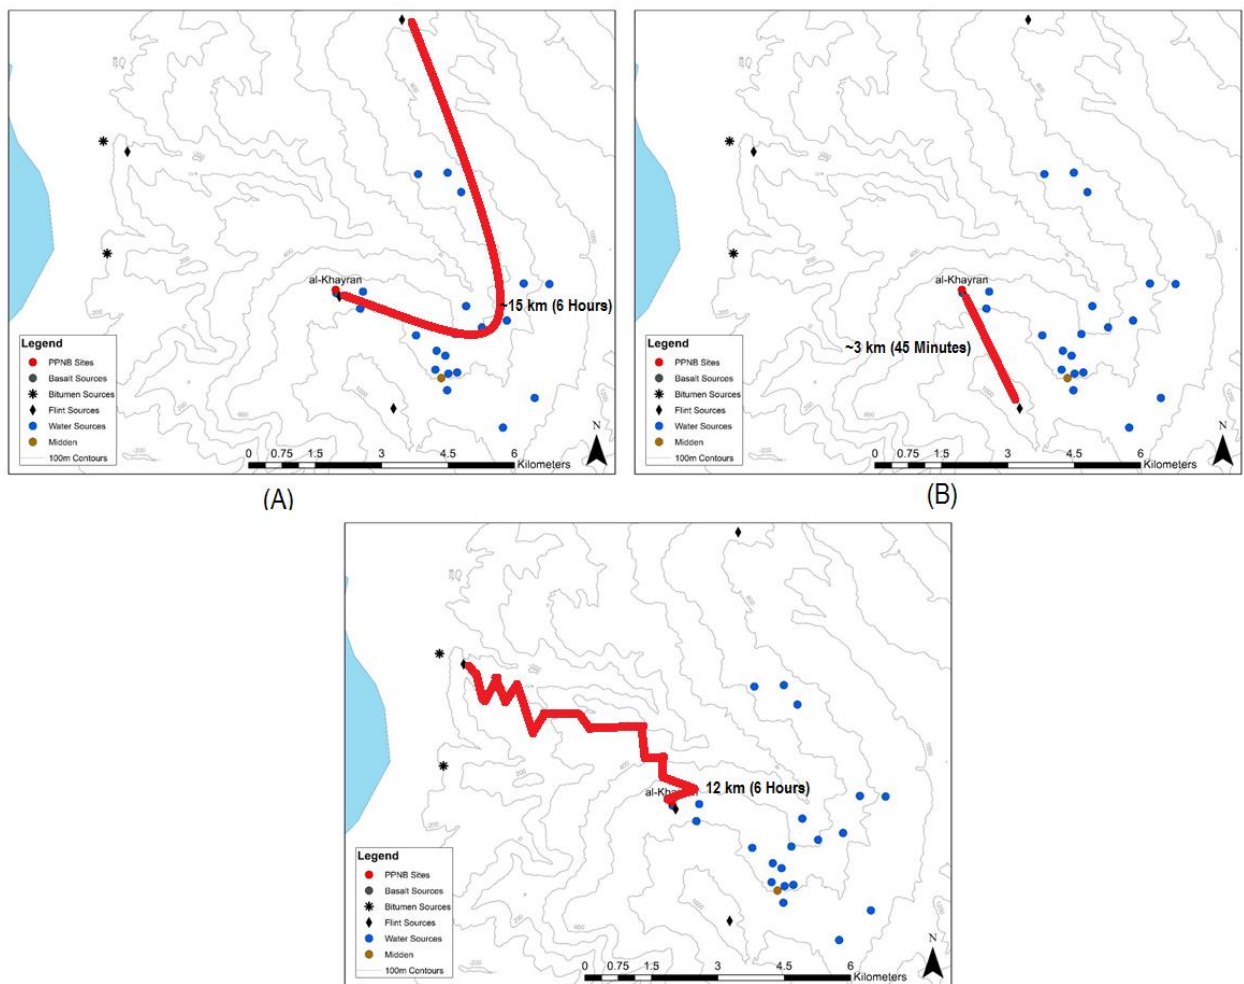 al-Khayran
~15 km (6 Hours)
Legend
PPNB Sites
Basalt Sources
Bitumen Sources
Flint Sources
Water Sources
Midden
100m Contours
N
0 0.75 1.5 3 4.5 6
Kilometers
(A)
al-Khayran
~3 km (45 Minutes)
Legend
PPNB Sites
Basalt Sources
Bitumen Sources
Flint Sources
Water Sources
Midden
100m Contours
N
0 0.75 1.5 3 4.5 6
Kilometers
(B)
12 km (6 Hours)
Legend
PPNB Sites
Basalt Sources
Bitumen Sources
Flint Sources
Water Sources
Midden
100m Contours
N
0 0.75 1.5 3 4.5 6
Kilometers